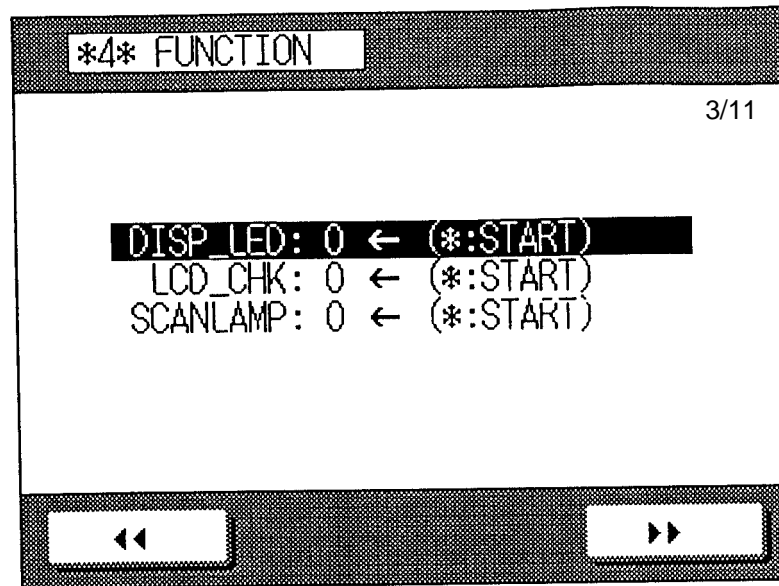 *4* FUNCTION
3/11
DISP_LED: 0 ← (*:START)
LCD_CHK: 0 ← (*:START)
SCANLAMP: 0 ← (*:START)